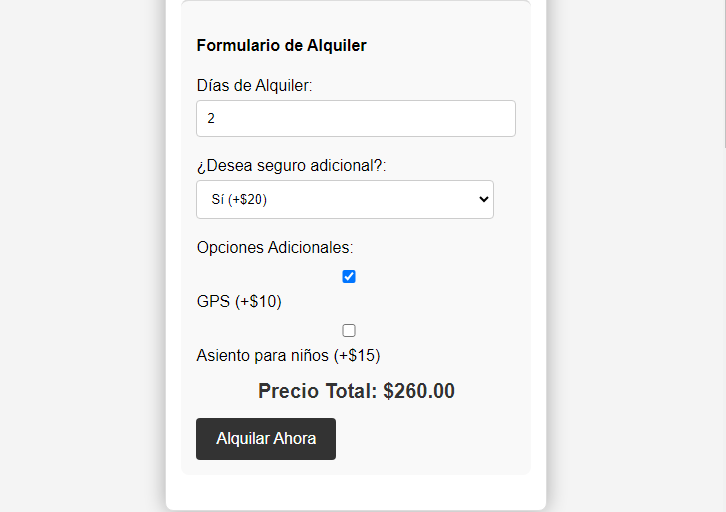 Formulario de Alquiler
Días de Alquiler:
2
¿Desea seguro adicional?:
Sí (+$20)
Opciones Adicionales:
GPS (+$10)
Asiento para niños (+$15)
Precio Total: $260.00
Alquilar Ahora